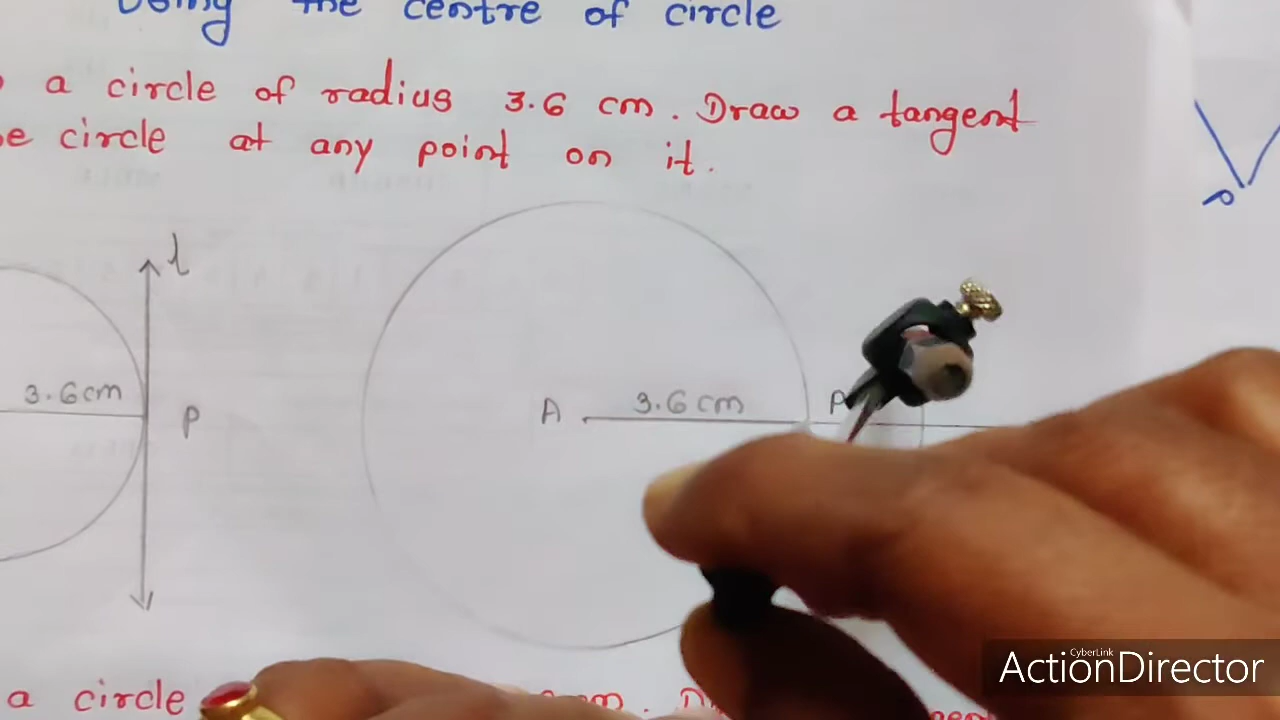 the centre of circle
a circle of radius 3.6 cm. Draw a tangent
circle at any point on it.
l
3.6cm P
A 3.6 cm P
a circle
CyberLink
ActionDirector